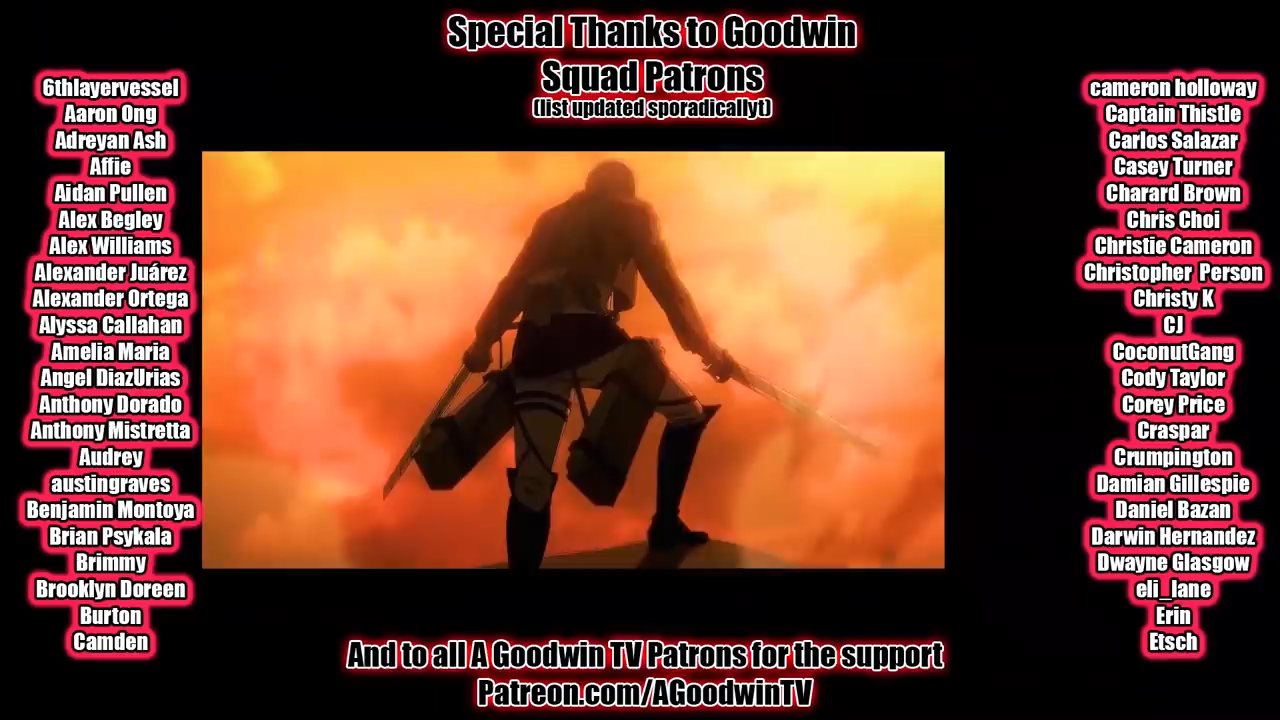 Special Thanks to Goodwin
Squad Patrons
(list updated sporadicallyt)
6thlayervessel
Aaron Ong
Adreyan Ash
Affie
Aidan Pullen
Alex Begley
Alex Williams
Alexander Juárez
Alexander Ortega
Alyssa Callahan
Amelia Maria
Angel DiazUrias
Anthony Dorado
Anthony Mistretta
Audrey
austingraves
Benjamin Montoya
Brian Psykala
Brimmy
Brooklyn Doreen
Burton
Camden
cameron holloway
Captain Thistle
Carlos Salazar
Casey Turner
Charard Brown
Chris Choi
Christie Cameron
Christopher Person
Christy K
CJ
CoconutGang
Cody Taylor
Corey Price
Craspar
Crumpington
Damian Gillespie
Daniel Bazan
Darwin Hernandez
Dwayne Glasgow
eli_lane
Erin
Etsch
And to all A Goodwin TV Patrons for the support
Patreon.com/AGoodwinTV